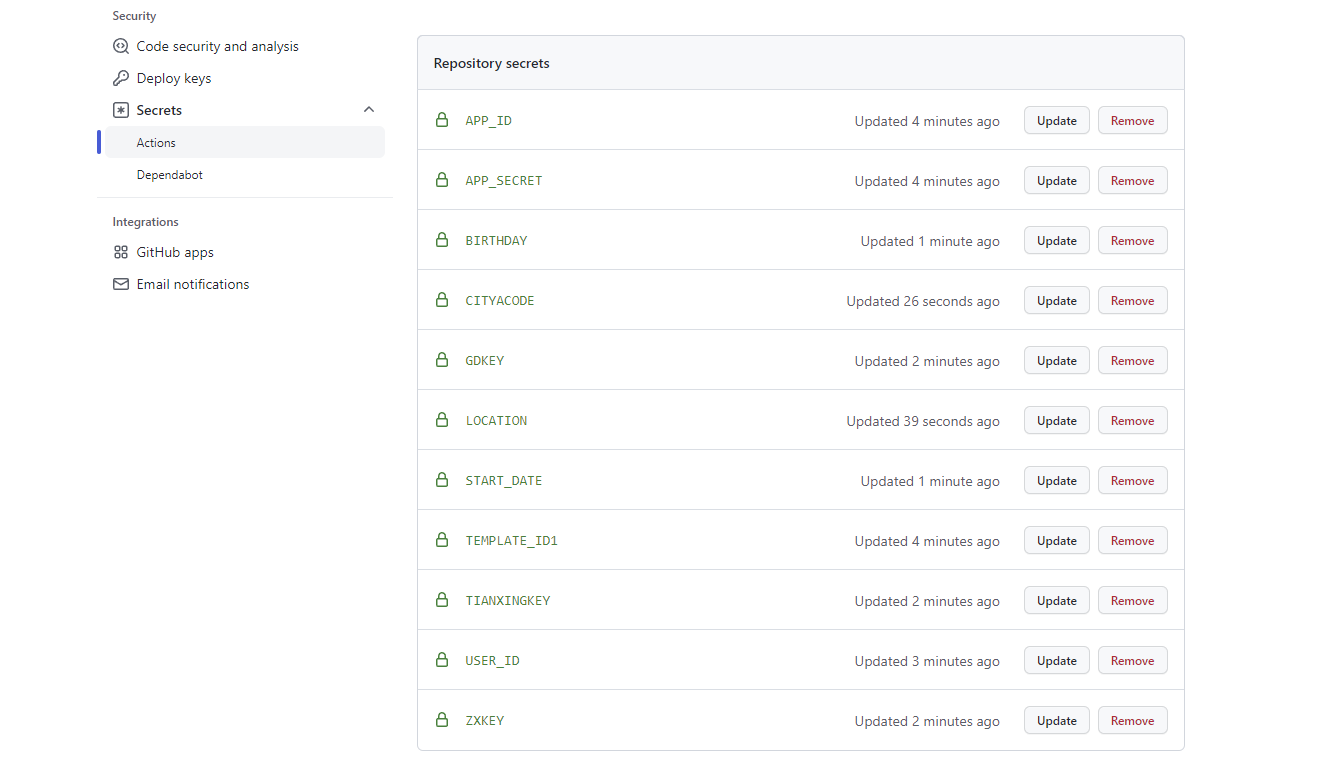 Security
Code security and analysis
Deploy keys
Secrets
Actions
Dependabot
Integrations
GitHub apps
Email notifications
Repository secrets
APP_ID Updated 4 minutes ago Update Remove
APP_SECRET Updated 4 minutes ago Update Remove
BIRTHDAY Updated 1 minute ago Update Remove
CITYACODE Updated 26 seconds ago Update Remove
GDKEY Updated 2 minutes ago Update Remove
LOCATION Updated 39 seconds ago Update Remove
START_DATE Updated 1 minute ago Update Remove
TEMPLATE_ID1 Updated 4 minutes ago Update Remove
TIANXINGKEY Updated 2 minutes ago Update Remove
USER_ID Updated 3 minutes ago Update Remove
ZXKEY Updated 2 minutes ago Update Remove